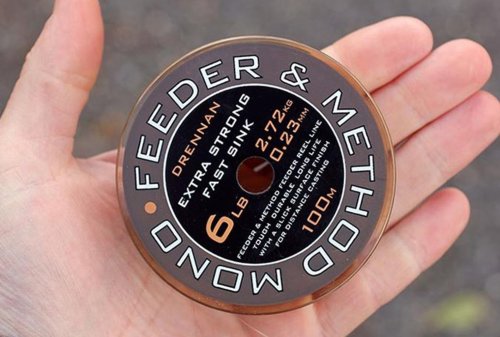 FEEDER & METHOD MONO
DRENNAN
EXTRA STRONG
FAST SINK
6LB
2.72KG
0.23MM
FEEDER & METHOD FEEDER REEL LINE
TOUGH DURABLE LONG LIFE
WITH A SLICK SURFACE FINISH
FOR DISTANCE CASTING
100M